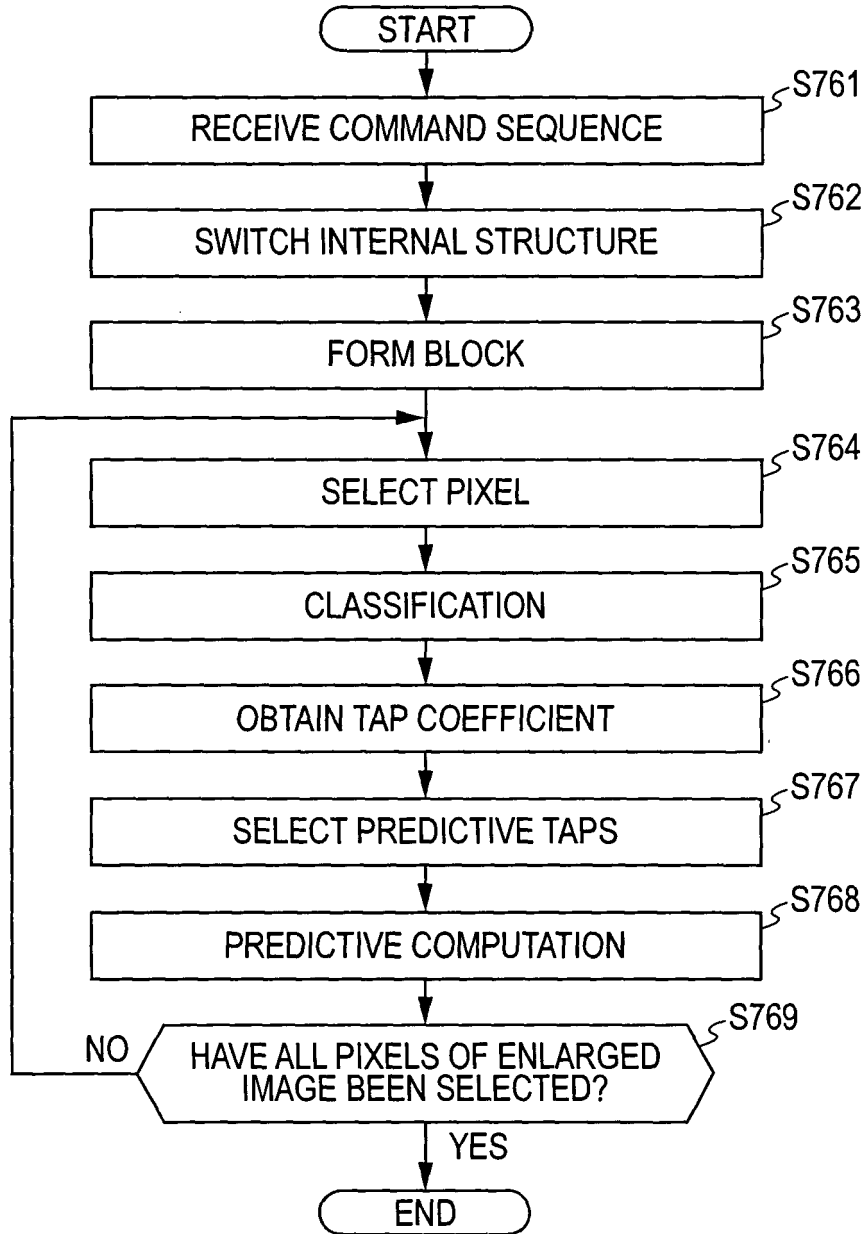 START
S761
RECEIVE COMMAND SEQUENCE
S762
SWITCH INTERNAL STRUCTURE
S763
FORM BLOCK
S764
SELECT PIXEL
S765
CLASSIFICATION
S766
OBTAIN TAP COEFFICIENT
S767
SELECT PREDICTIVE TAPS
S768
PREDICTIVE COMPUTATION
S769
NO
HAVE ALL PIXELS OF ENLARGED
IMAGE BEEN SELECTED?
YES
END